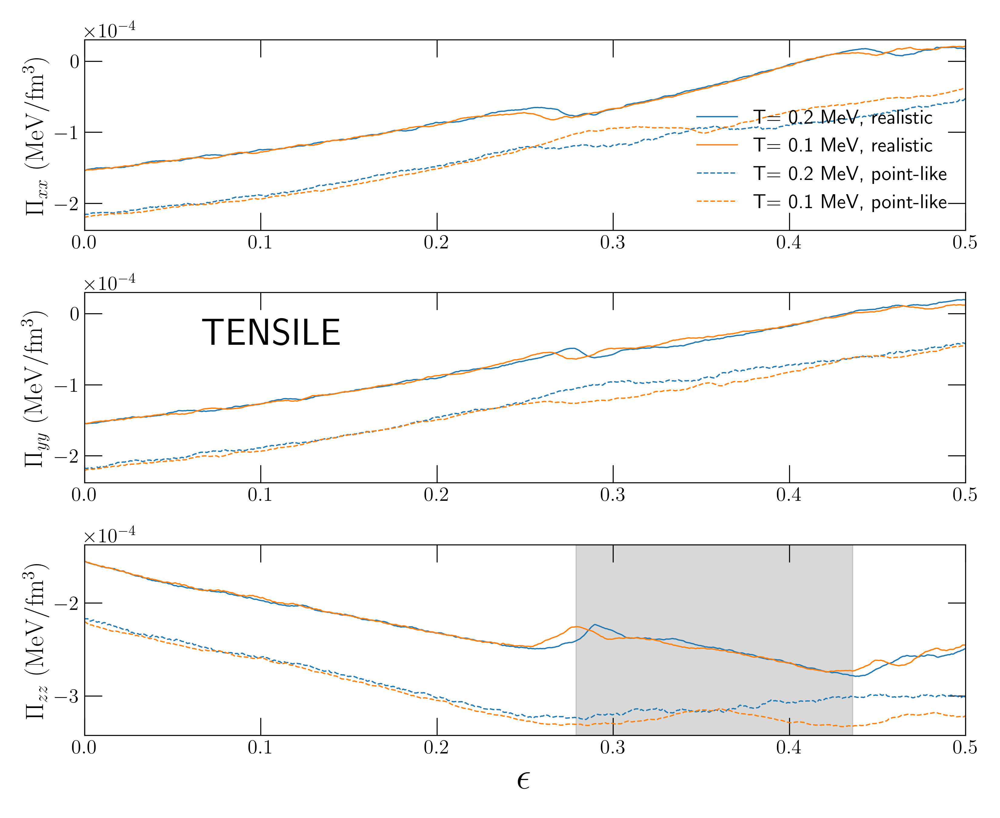 ×10⁻⁴
Πxx (MeV/fm³)
0
−1
−2
T= 0.2 MeV, realistic
T= 0.1 MeV, realistic
T= 0.2 MeV, point-like
T= 0.1 MeV, point-like
0.0 0.1 0.2 0.3 0.4 0.5
×10⁻⁴
Πyy (MeV/fm³)
0
−1
−2
TENSILE
0.0 0.1 0.2 0.3 0.4 0.5
×10⁻⁴
Πzz (MeV/fm³)
−2
−3
0.0 0.1 0.2 0.3 0.4 0.5
ϵ